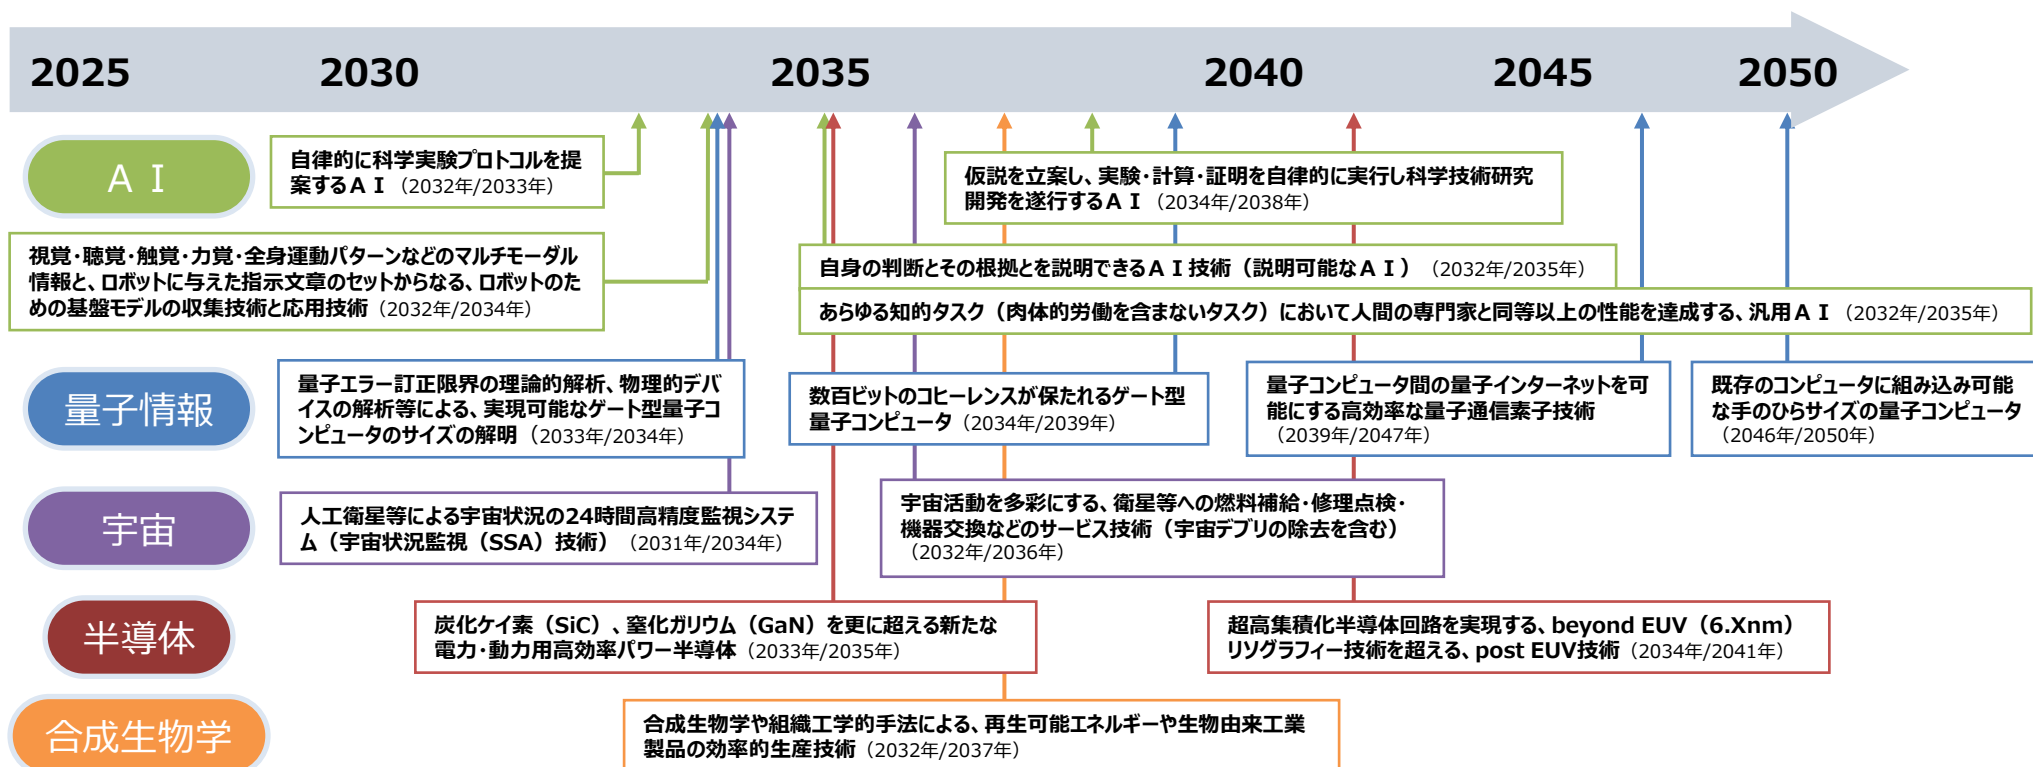 2025 2030 2035 2040 2045 2050
ＡＩ
自律的に科学実験プロトコルを提
案するＡＩ（2032年/2033年）
仮説を立案し、実験・計算・証明を自律的に実行し科学技術研究
開発を遂行するＡＩ（2034年/2038年）
視覚・聴覚・触覚・力覚・全身運動パターンなどのマルチモーダル
情報と、ロボットに与えた指示文章のセットからなる、ロボットのた
めの基盤モデルの収集技術と応用技術（2032年/2034年）
自身の判断とその根拠とを説明できるＡＩ技術（説明可能なＡＩ）（2032年/2035年）
あらゆる知的タスク（肉体的労働を含まないタスク）において人間の専門家と同等以上の性能を達成する、汎用ＡＩ（2032年/2035年）
量子情報
量子エラー訂正限界の理論的解析、物理的デバ
イスの解析等による、実現可能なゲート型量子コ
ンピュータのサイズの解明（2033年/2034年）
数百ビットのコヒーレンスが保たれるゲート型
量子コンピュータ（2034年/2039年）
量子コンピュータ間の量子インターネットを可
能にする高効率な量子通信素子技術
（2039年/2047年）
既存のコンピュータに組み込み可能
な手のひらサイズの量子コンピュータ
（2046年/2050年）
宇宙
人工衛星等による宇宙状況の24時間高精度監視システ
ム（宇宙状況監視（SSA）技術）（2031年/2034年）
宇宙活動を多彩にする、衛星等への燃料補給・修理点検・
機器交換などのサービス技術（宇宙デブリの除去を含む）
（2032年/2036年）
半導体
炭化ケイ素（SiC）、窒化ガリウム（GaN）を更に超える新たな
電力・動力用高効率パワー半導体（2033年/2035年）
超高集積化半導体回路を実現する、beyond EUV（6.Xnm）
リソグラフィー技術を超える、post EUV技術（2034年/2041年）
合成生物学
合成生物学や組織工学的手法による、再生可能エネルギーや生物由来工業
製品の効率的生産技術（2032年/2037年）